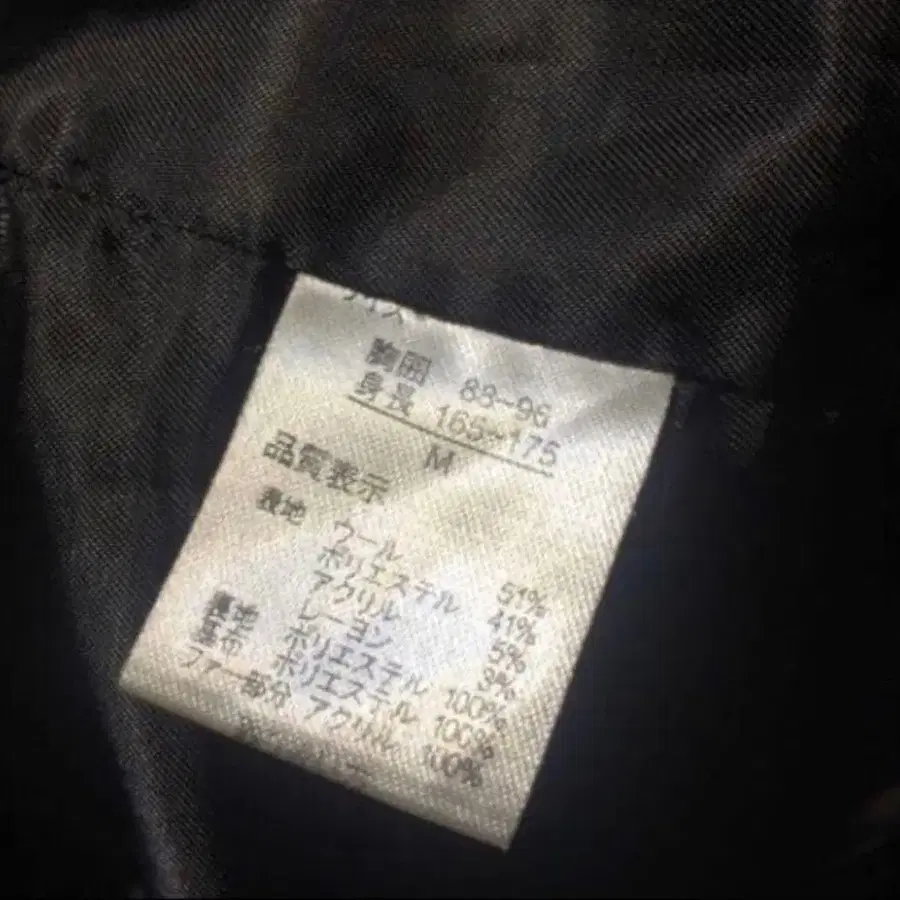 サイズ
胸囲 88~96
身長 165~175
M
品質表示
表地 ウール 51%
ポリエステル 41%
アクリル 5%
レーヨン 3%
裏地 ポリエステル 100%
ポリエステル 100%
ファー部分 アクリル 100%